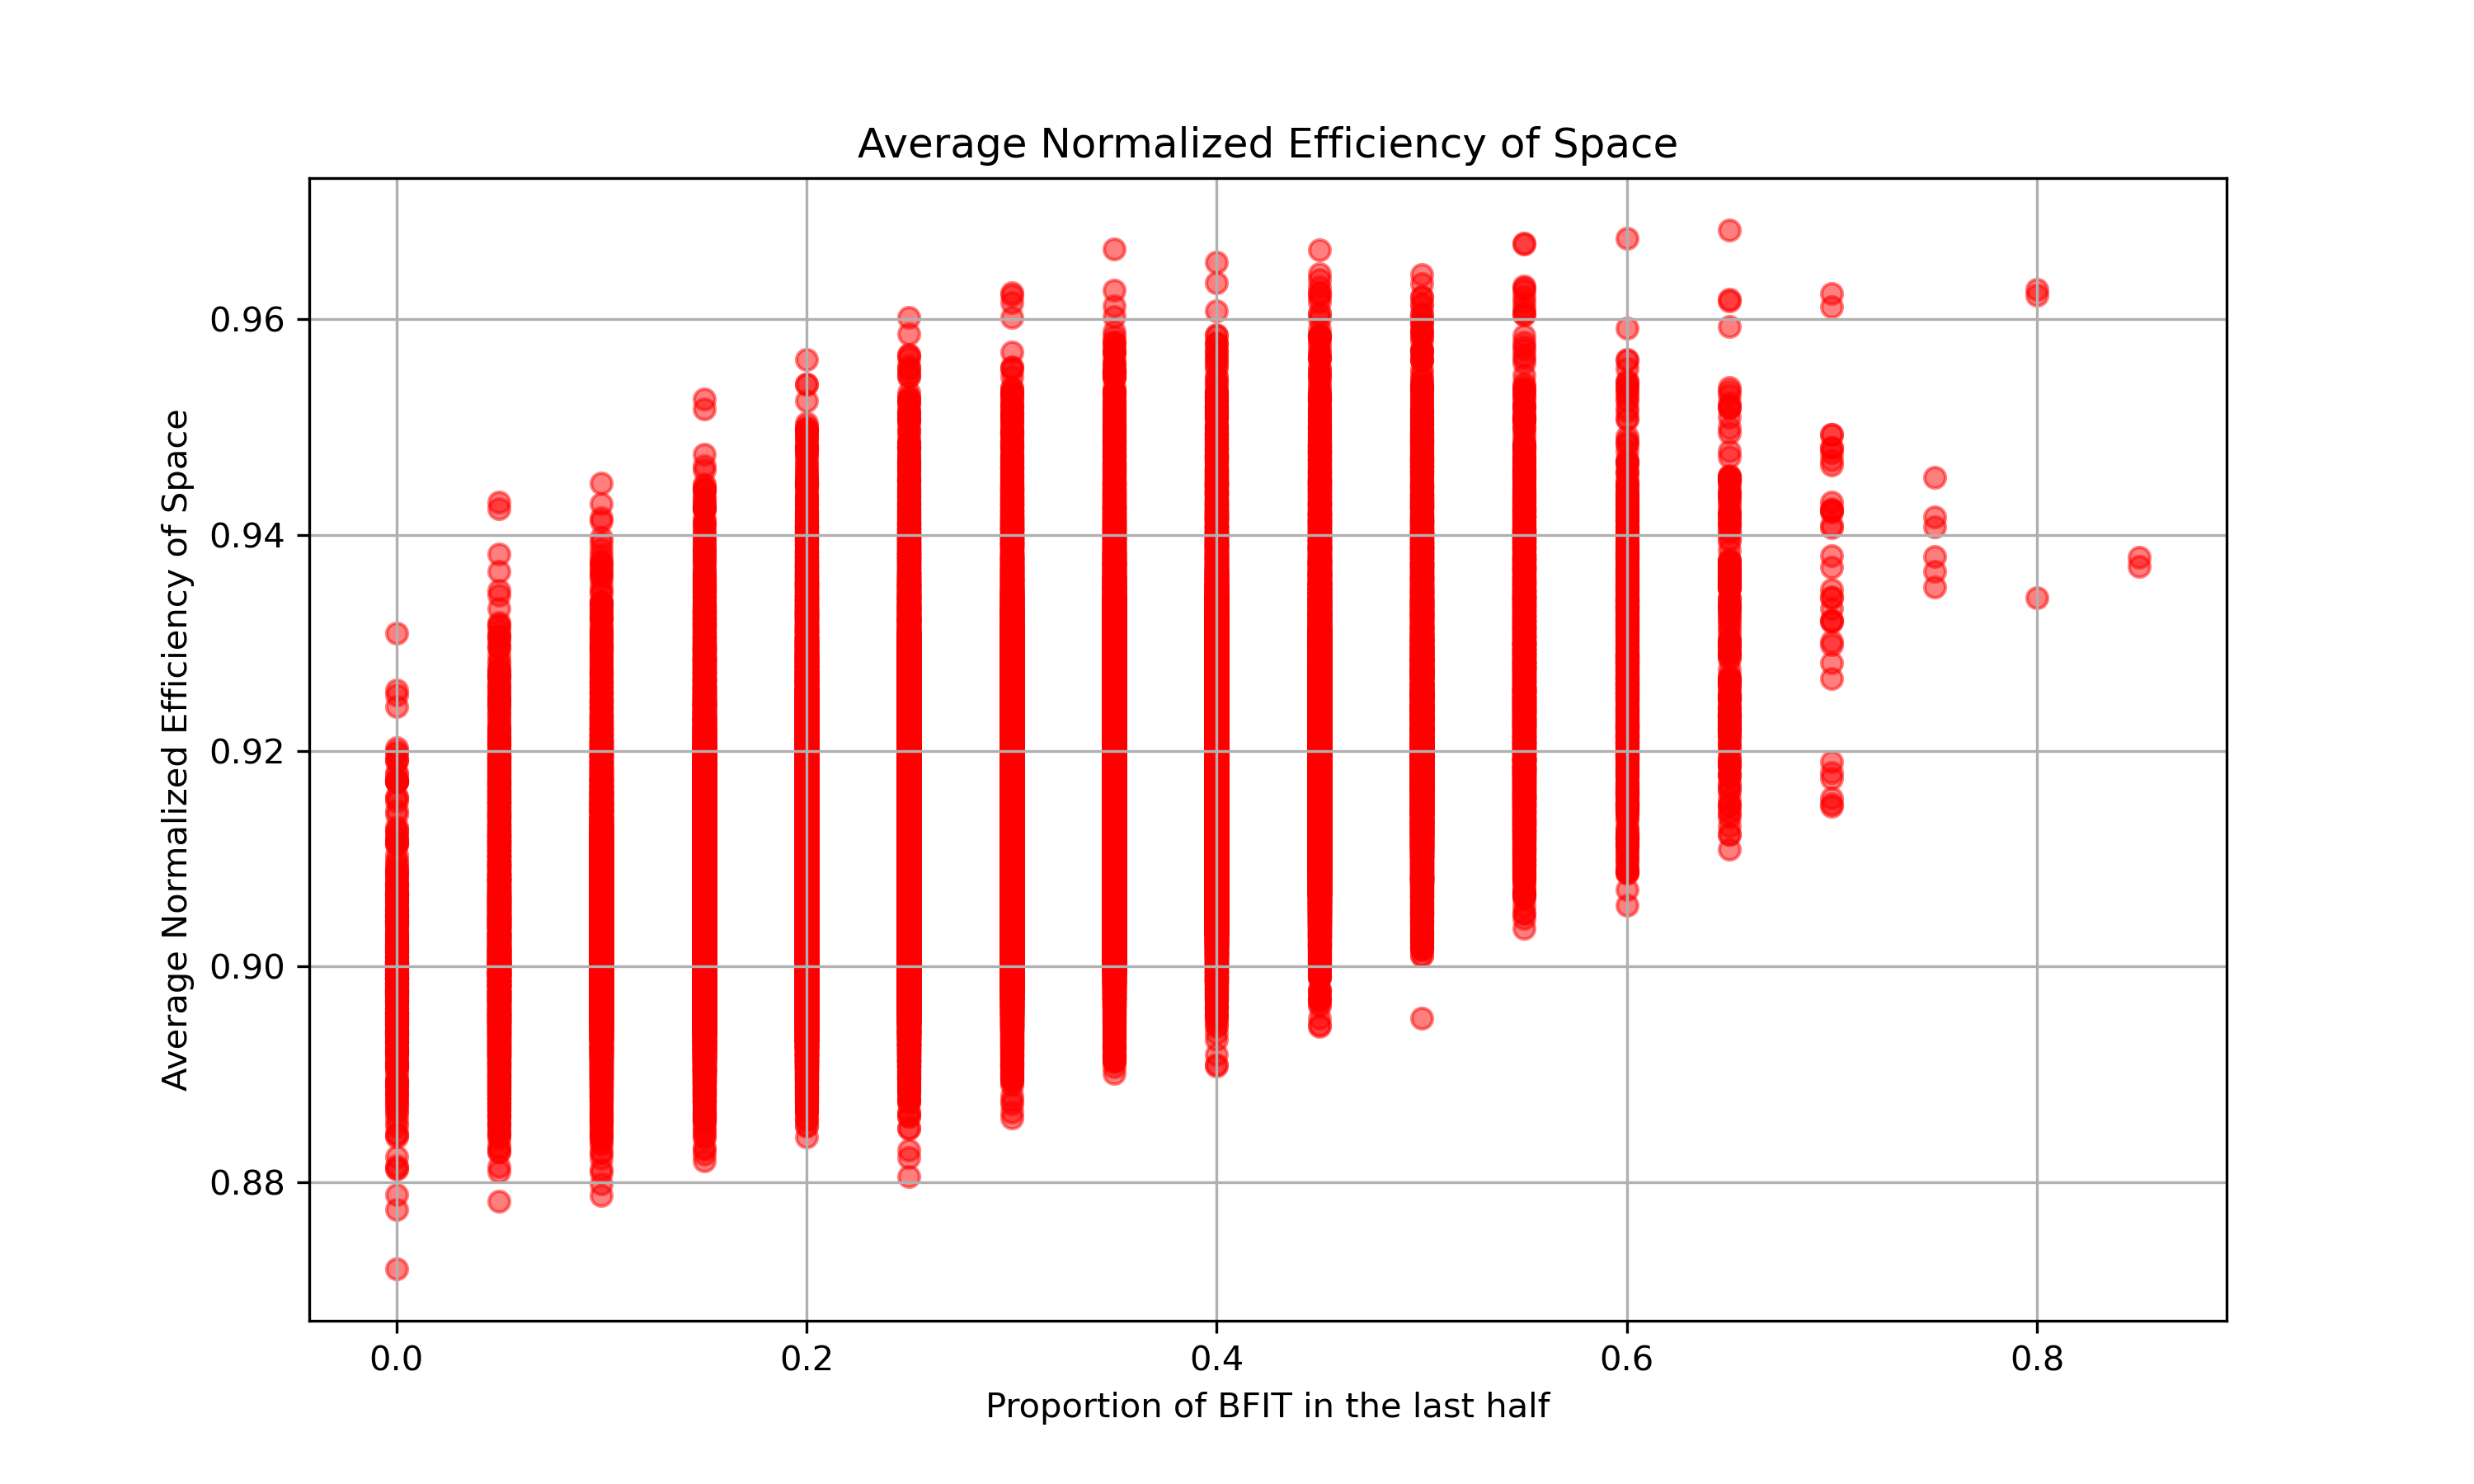 Average Normalized Efficiency of Space
Average Normalized Efficiency of Space
0.96
0.94
0.92
0.90
0.88
0.0 0.2 0.4 0.6 0.8
Proportion of BFIT in the last half